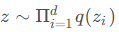 z ∼ Π_{i=1}^{d} q(z_i)